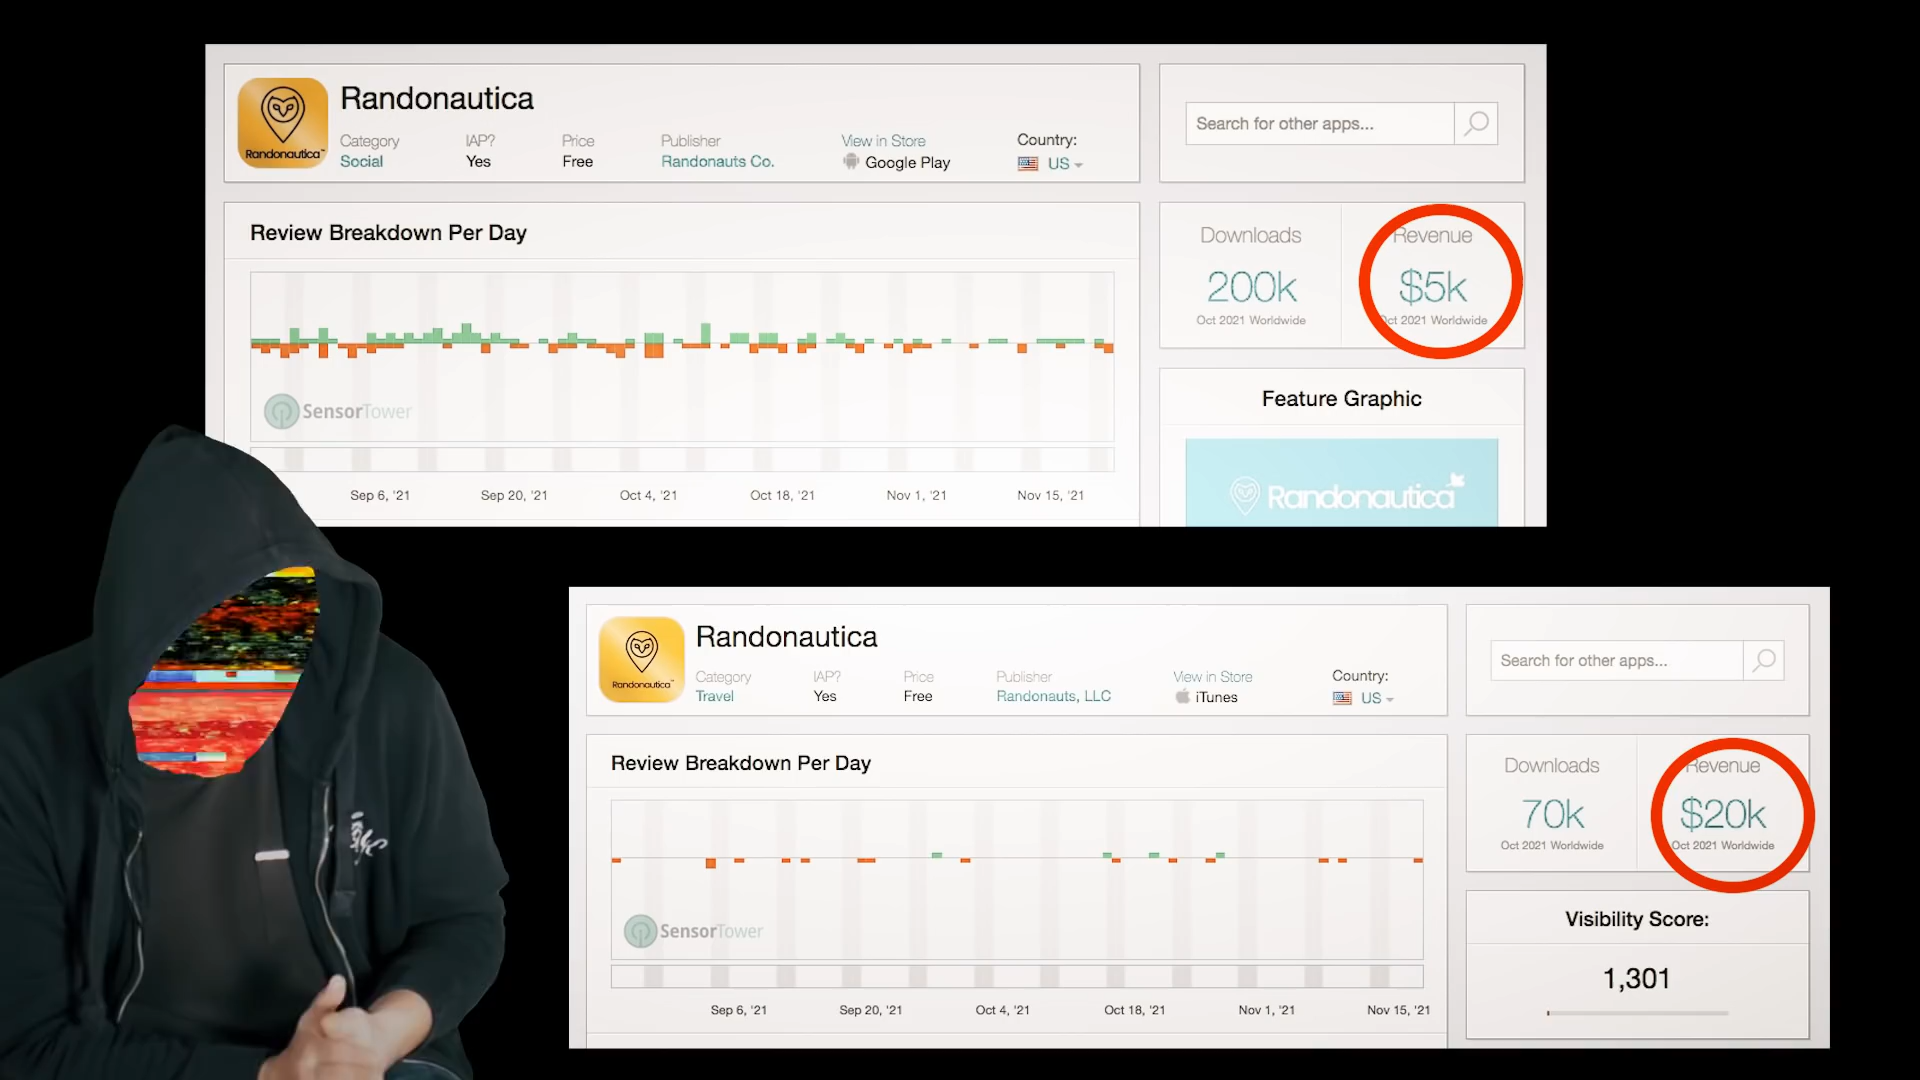 Randonautica
Category IAP? Price Publisher View in Store Country:
Social Yes Free Randonauts Co. Google Play US
Randonautica™
Search for other apps...
Review Breakdown Per Day
SensorTower
Sep 6, '21 Sep 20, '21 Oct 4, '21 Oct 18, '21 Nov 1, '21 Nov 15, '21
Downloads Revenue
200k $5k
Oct 2021 Worldwide Oct 2021 Worldwide
Feature Graphic
Randonautica
Randonautica
Category IAP? Price Publisher View in Store Country:
Travel Yes Free Randonauts, LLC iTunes US
Randonautica™
Search for other apps...
Review Breakdown Per Day
SensorTower
Sep 6, '21 Sep 20, '21 Oct 4, '21 Oct 18, '21 Nov 1, '21 Nov 15, '21
Downloads Revenue
70k $20k
Oct 2021 Worldwide Oct 2021 Worldwide
Visibility Score:
1,301